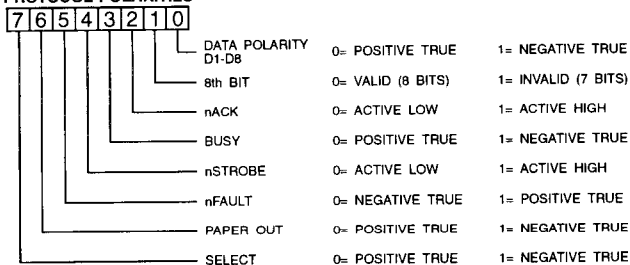 7 6 5 4 3 2 1 0
DATA POLARITY D1-D8 0= POSITIVE TRUE 1= NEGATIVE TRUE
8th BIT 0= VALID (8 BITS) 1= INVALID (7 BITS)
nACK 0= ACTIVE LOW 1= ACTIVE HIGH
BUSY 0= POSITIVE TRUE 1= NEGATIVE TRUE
nSTROBE 0= ACTIVE LOW 1= ACTIVE HIGH
nFAULT 0= NEGATIVE TRUE 1= POSITIVE TRUE
PAPER OUT 0= POSITIVE TRUE 1= NEGATIVE TRUE
SELECT 0= POSITIVE TRUE 1= NEGATIVE TRUE